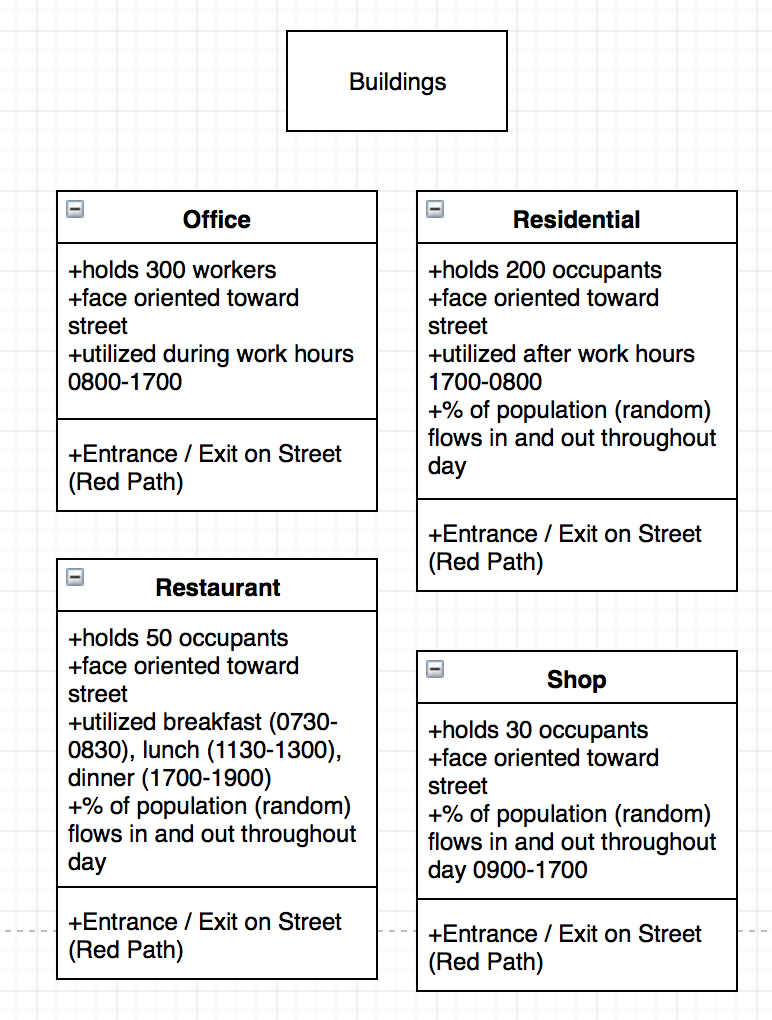 Buildings
Office
+holds 300 workers
+face oriented toward
street
+utilized during work hours
0800-1700
+Entrance / Exit on Street
(Red Path)
Residential
+holds 200 occupants
+face oriented toward
street
+utilized after work hours
1700-0800
+% of population (random)
flows in and out throughout
day
+Entrance / Exit on Street
(Red Path)
Restaurant
+holds 50 occupants
+face oriented toward
street
+utilized breakfast (0730-
0830), lunch (1130-1300),
dinner (1700-1900)
+% of population (random)
flows in and out throughout
day
+Entrance / Exit on Street
(Red Path)
Shop
+holds 30 occupants
+face oriented toward
street
+% of population (random)
flows in and out throughout
day 0900-1700
+Entrance / Exit on Street
(Red Path)